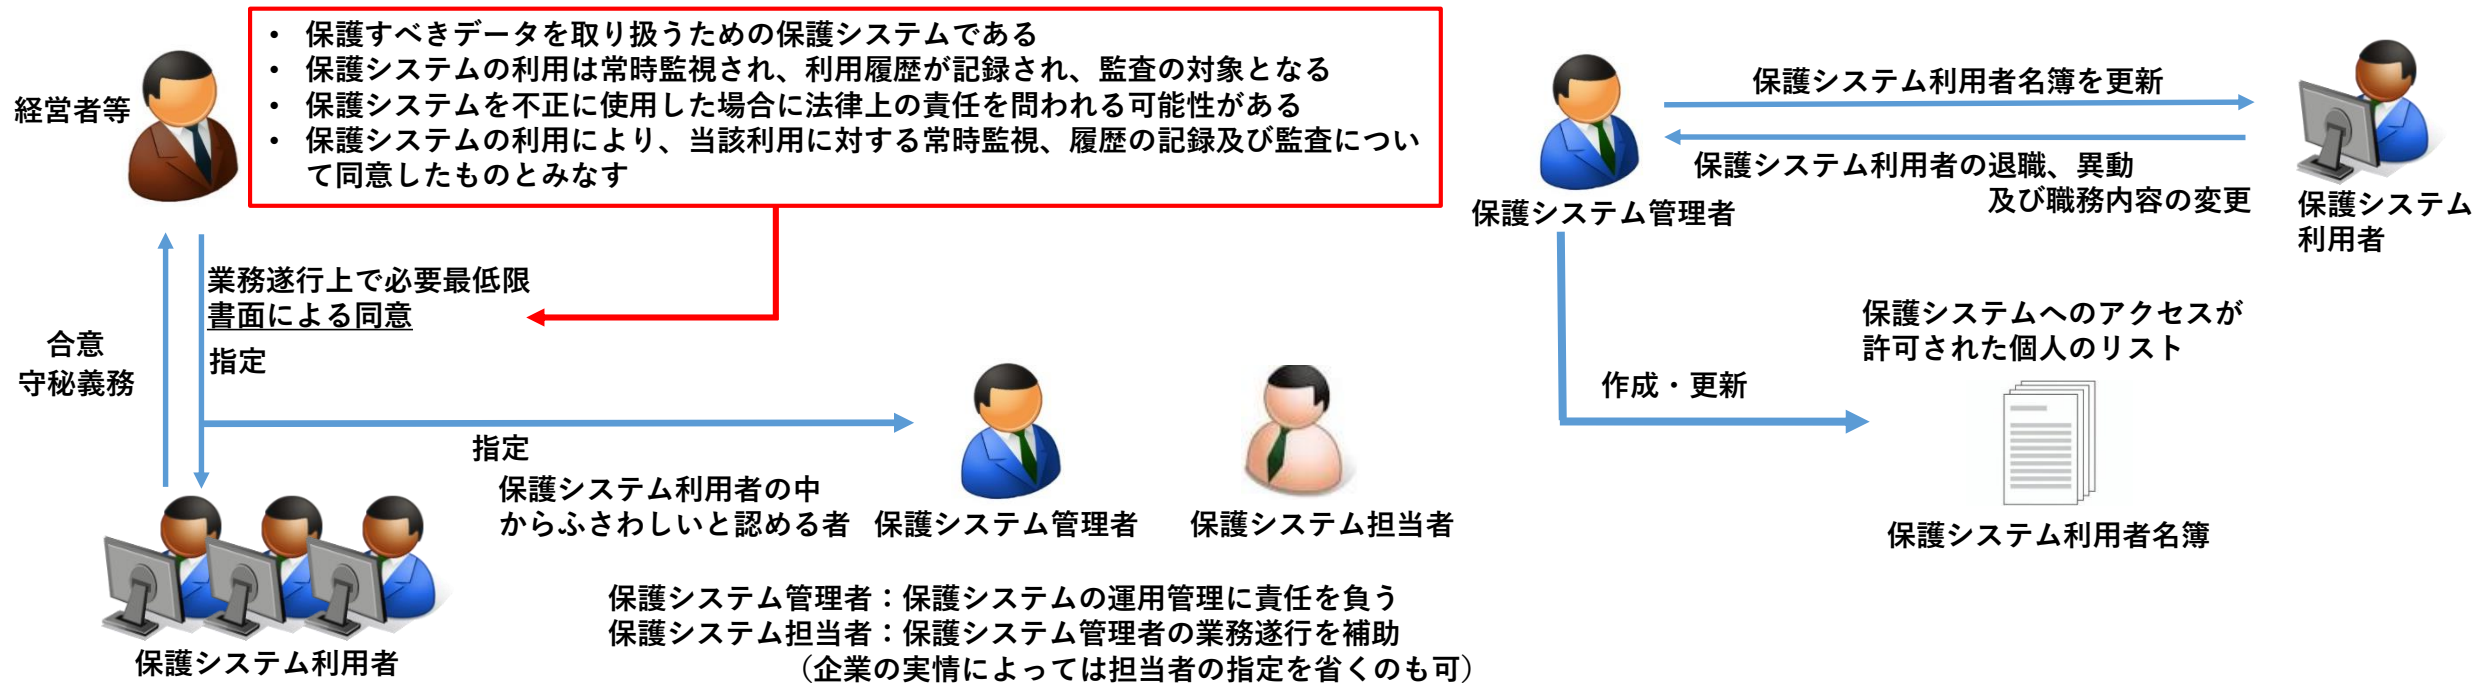 経営者等
• 保護すべきデータを取り扱うための保護システムである
• 保護システムの利用は常時監視され、利用履歴が記録され、監査の対象となる
• 保護システムを不正に使用した場合に法律上の責任を問われる可能性がある
• 保護システムの利用により、当該利用に対する常時監視、履歴の記録及び監査につい
て同意したものとみなす
業務遂行上で必要最低限
書面による同意
指定
合意
守秘義務
指定
保護システム利用者の中
からふさわしいと認める者
保護システム管理者
保護システム担当者
保護システム利用者
保護システム管理者：保護システムの運用管理に責任を負う
保護システム担当者：保護システム管理者の業務遂行を補助
（企業の実情によっては担当者の指定を省くのも可）
保護システム利用者名簿を更新
保護システム利用者の退職、異動
及び職務内容の変更
保護システム管理者
保護システム
利用者
保護システムへのアクセスが
許可された個人のリスト
作成・更新
保護システム利用者名簿